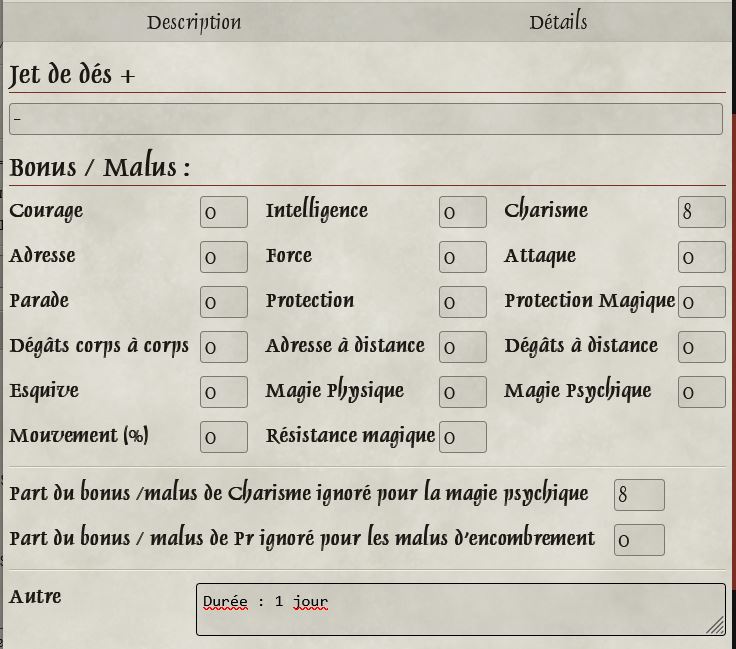 Description Détails
Jet de dés +
-
Bonus / Malus :
Courage 0 Intelligence 0 Charisme 8
Adresse 0 Force 0 Attaque 0
Parade 0 Protection 0 Protection Magique 0
Dégâts corps à corps 0 Adresse à distance 0 Dégâts à distance 0
Esquive 0 Magie Physique 0 Magie Psychique 0
Mouvement (%) 0 Résistance magique 0
Part du bonus /malus de Charisme ignoré pour la magie psychique 8
Part du bonus / malus de Pr ignoré pour les malus d'encombrement 0
Autre Durée : 1 jour